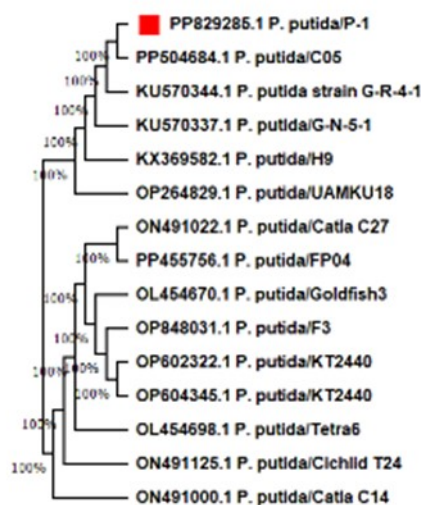 PP829285.1 P. putida/P-1
100%
PP504684.1 P. putida/C05
100%
KU570344.1 P. putida strain G-R-4-1
100%
KU570337.1 P. putida/G-N-5-1
100%
KX369582.1 P. putida/H9
100%
OP264829.1 P. putida/UAMKU18
ON491022.1 P. putida/Catla C27
100%
PP455756.1 P. putida/FP04
100%
OL454670.1 P. putida/Goldfish3
OP848031.1 P. putida/F3
100%
OP602322.1 P. putida/KT2440
100%
100%
OP604345.1 P. putida/KT2440
100%
OL454698.1 P. putida/Tetra6
100%
ON491125.1 P. putida/Cichlid T24
100%
ON491000.1 P. putida/Catla C14